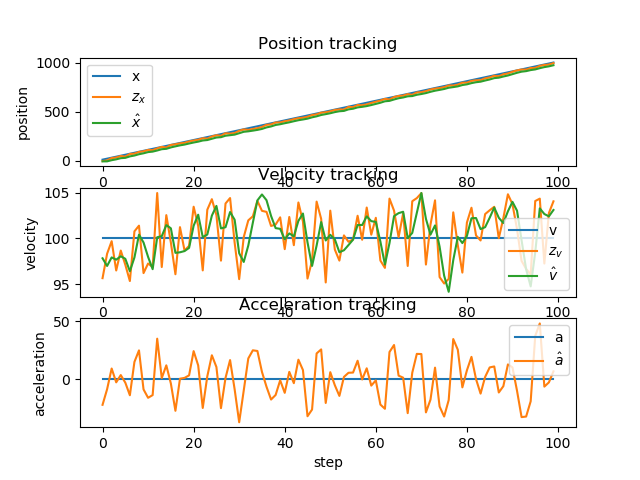 Position tracking
1000
500
0
position
x
z_x
x̂
0 20 40 60 80 100
Velocity tracking
105
100
95
velocity
v
z_v
v̂
0 20 40 60 80 100
Acceleration tracking
50
0
acceleration
a
â
0 20 40 60 80 100
step